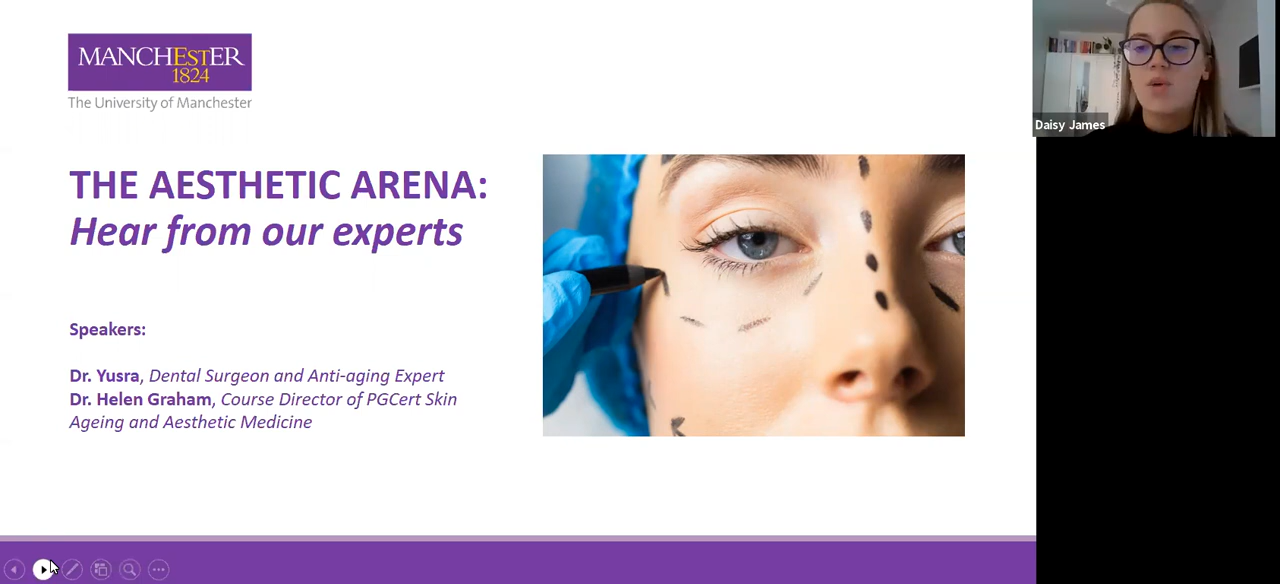 MANCHESTER
1824
The University of Manchester
THE AESTHETIC ARENA:
Hear from our experts
Speakers:
Dr. Yusra, Dental Surgeon and Anti-aging Expert
Dr. Helen Graham, Course Director of PGCert Skin
Ageing and Aesthetic Medicine
Daisy James